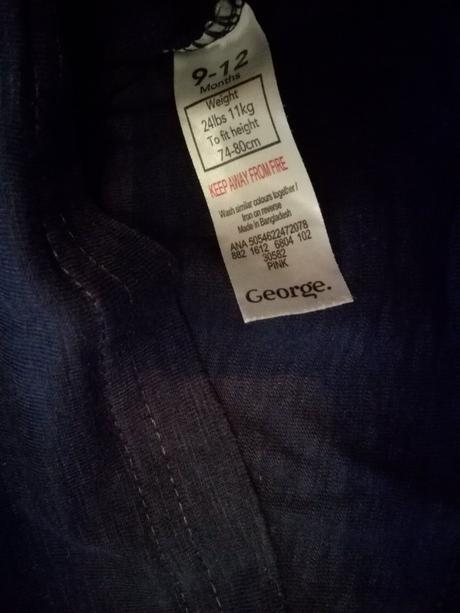 9-12
Months
Weight
24lbs 11kg
To fit height
74-80cm
KEEP AWAY FROM FIRE
Wash similar colours together /
Iron on reverse
Made in Bangladesh
ANA 5054622472078
882 1612 6804 102
30582
PINK
George.